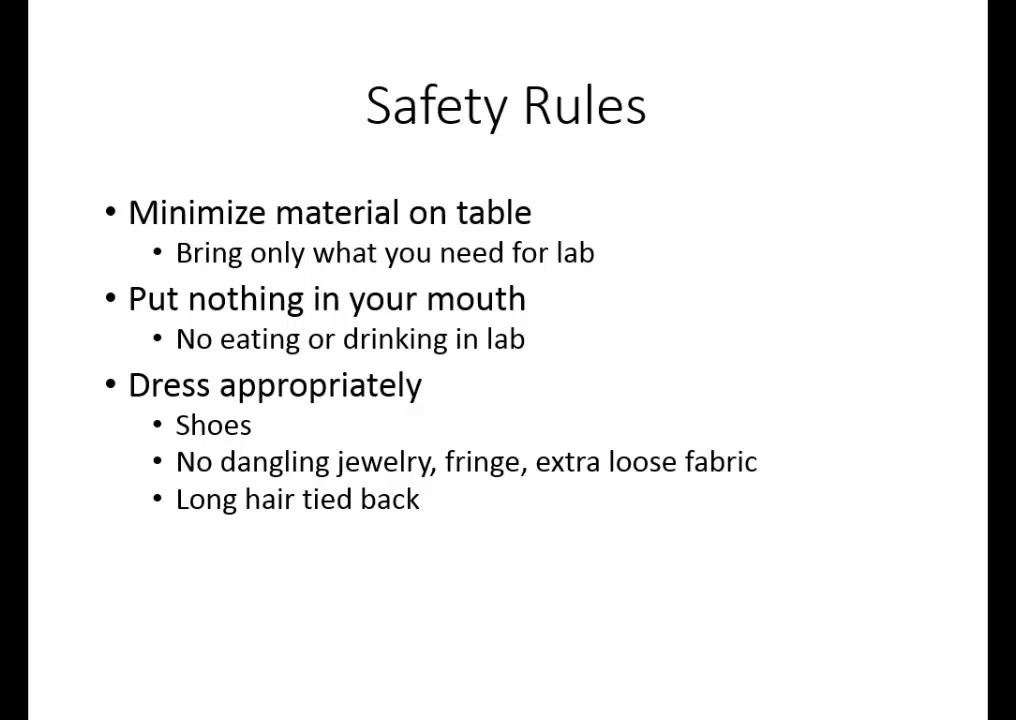 Safety Rules
• Minimize material on table
• Bring only what you need for lab
• Put nothing in your mouth
• No eating or drinking in lab
• Dress appropriately
• Shoes
• No dangling jewelry, fringe, extra loose fabric
• Long hair tied back